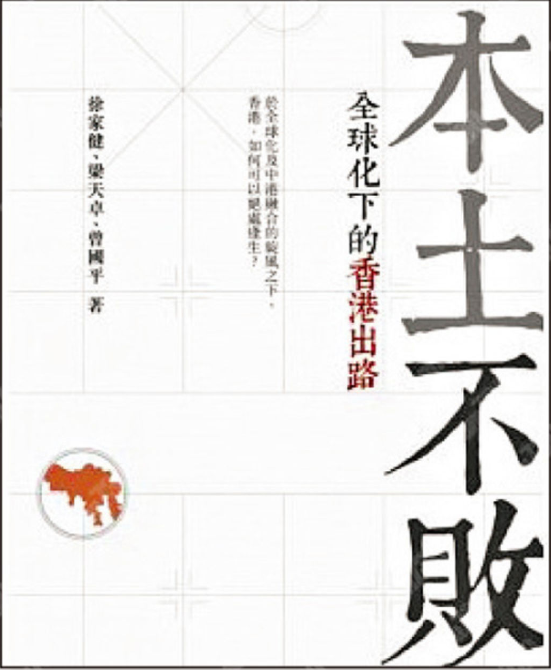 本土不敗
全球化下的香港出路
於全球化及中港融合的旋風之下，
香港，如何可以絕處逢生？
徐家健、梁天卓、曾國平 著